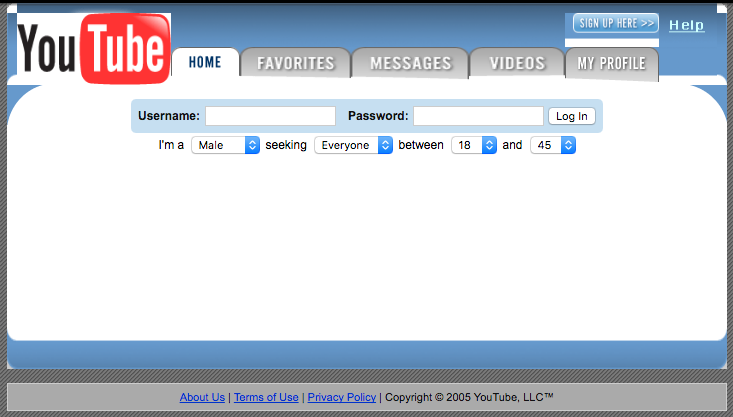 YouTube
SIGN UP HERE >> Help
HOME FAVORITES MESSAGES VIDEOS MY PROFILE
Username: Password: Log In
I'm a Male seeking Everyone between 18 and 45
About Us | Terms of Use | Privacy Policy | Copyright © 2005 YouTube, LLC™